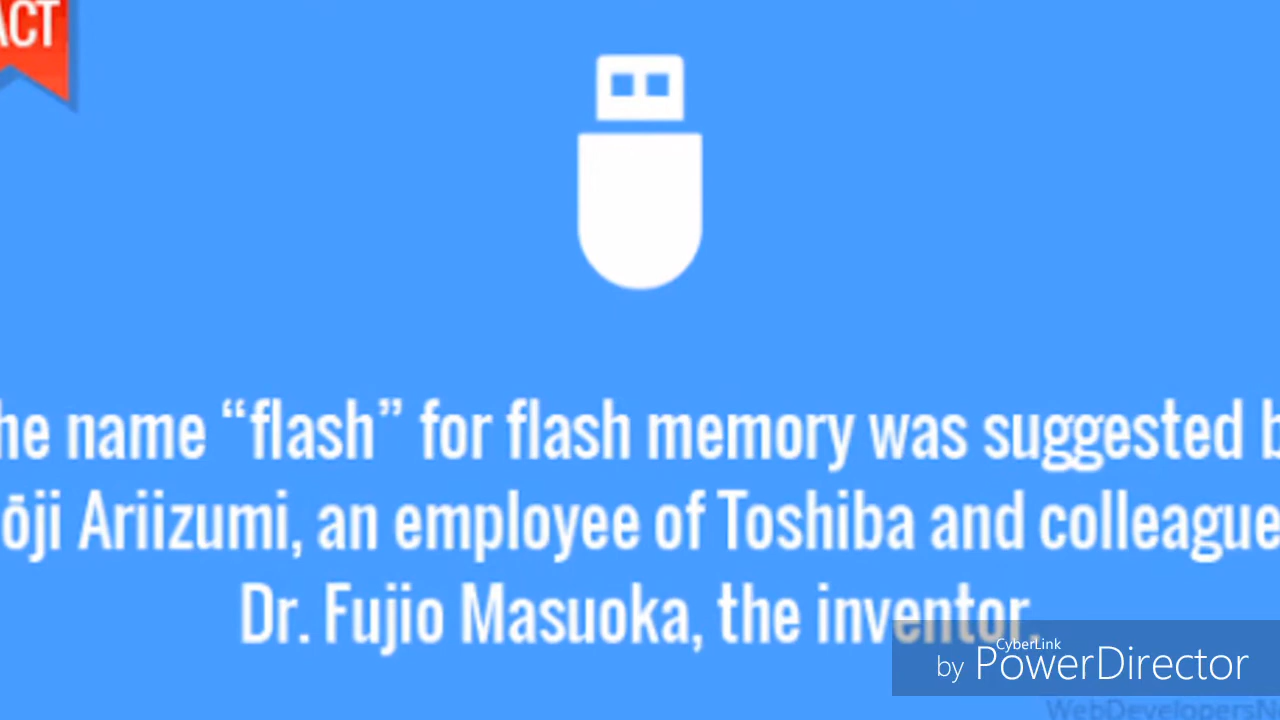 ACT
he name “flash” for flash memory was suggested b
ōji Ariizumi, an employee of Toshiba and colleague
Dr. Fujio Masuoka, the inventor.
CyberLink
by PowerDirector
WebDevelopersN